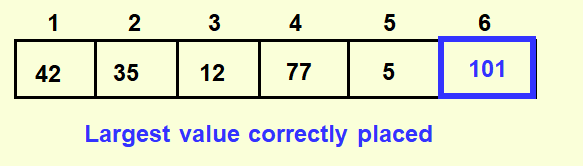 1 2 3 4 5 6
42 35 12 77 5 101
Largest value correctly placed